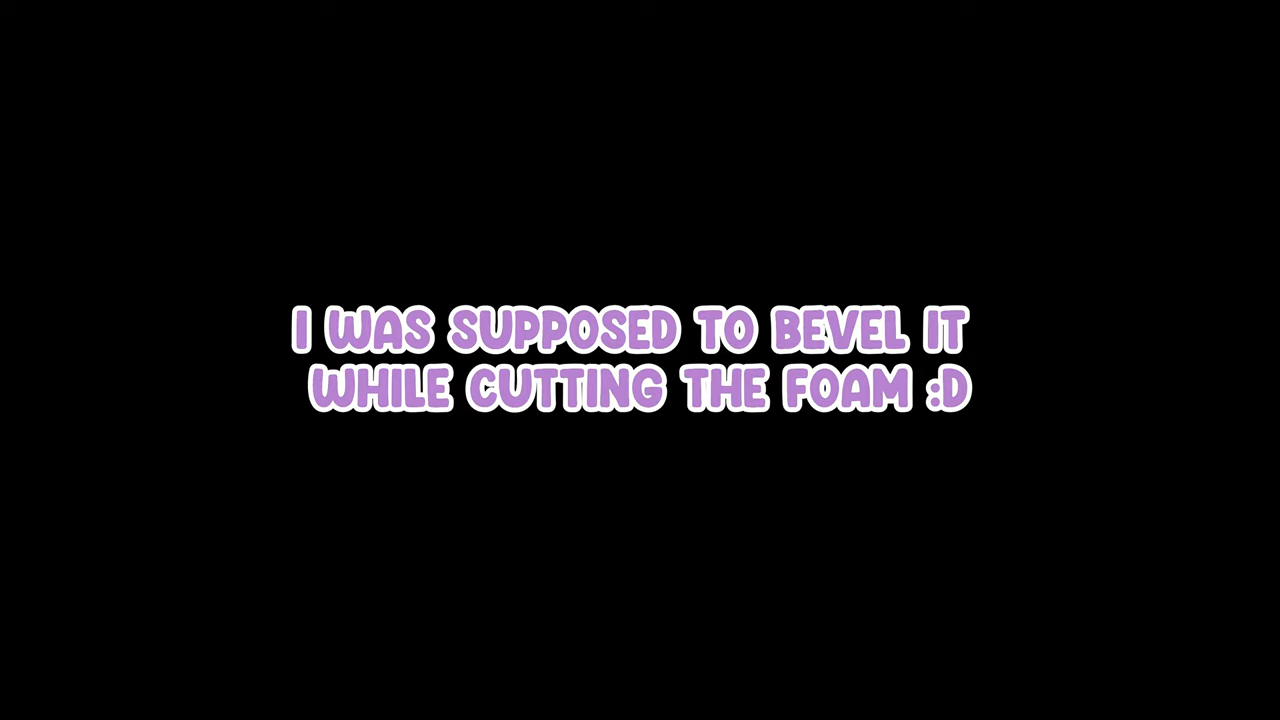 I WAS SUPPOSED TO BEVEL IT
WHILE CUTTING THE FOAM :D